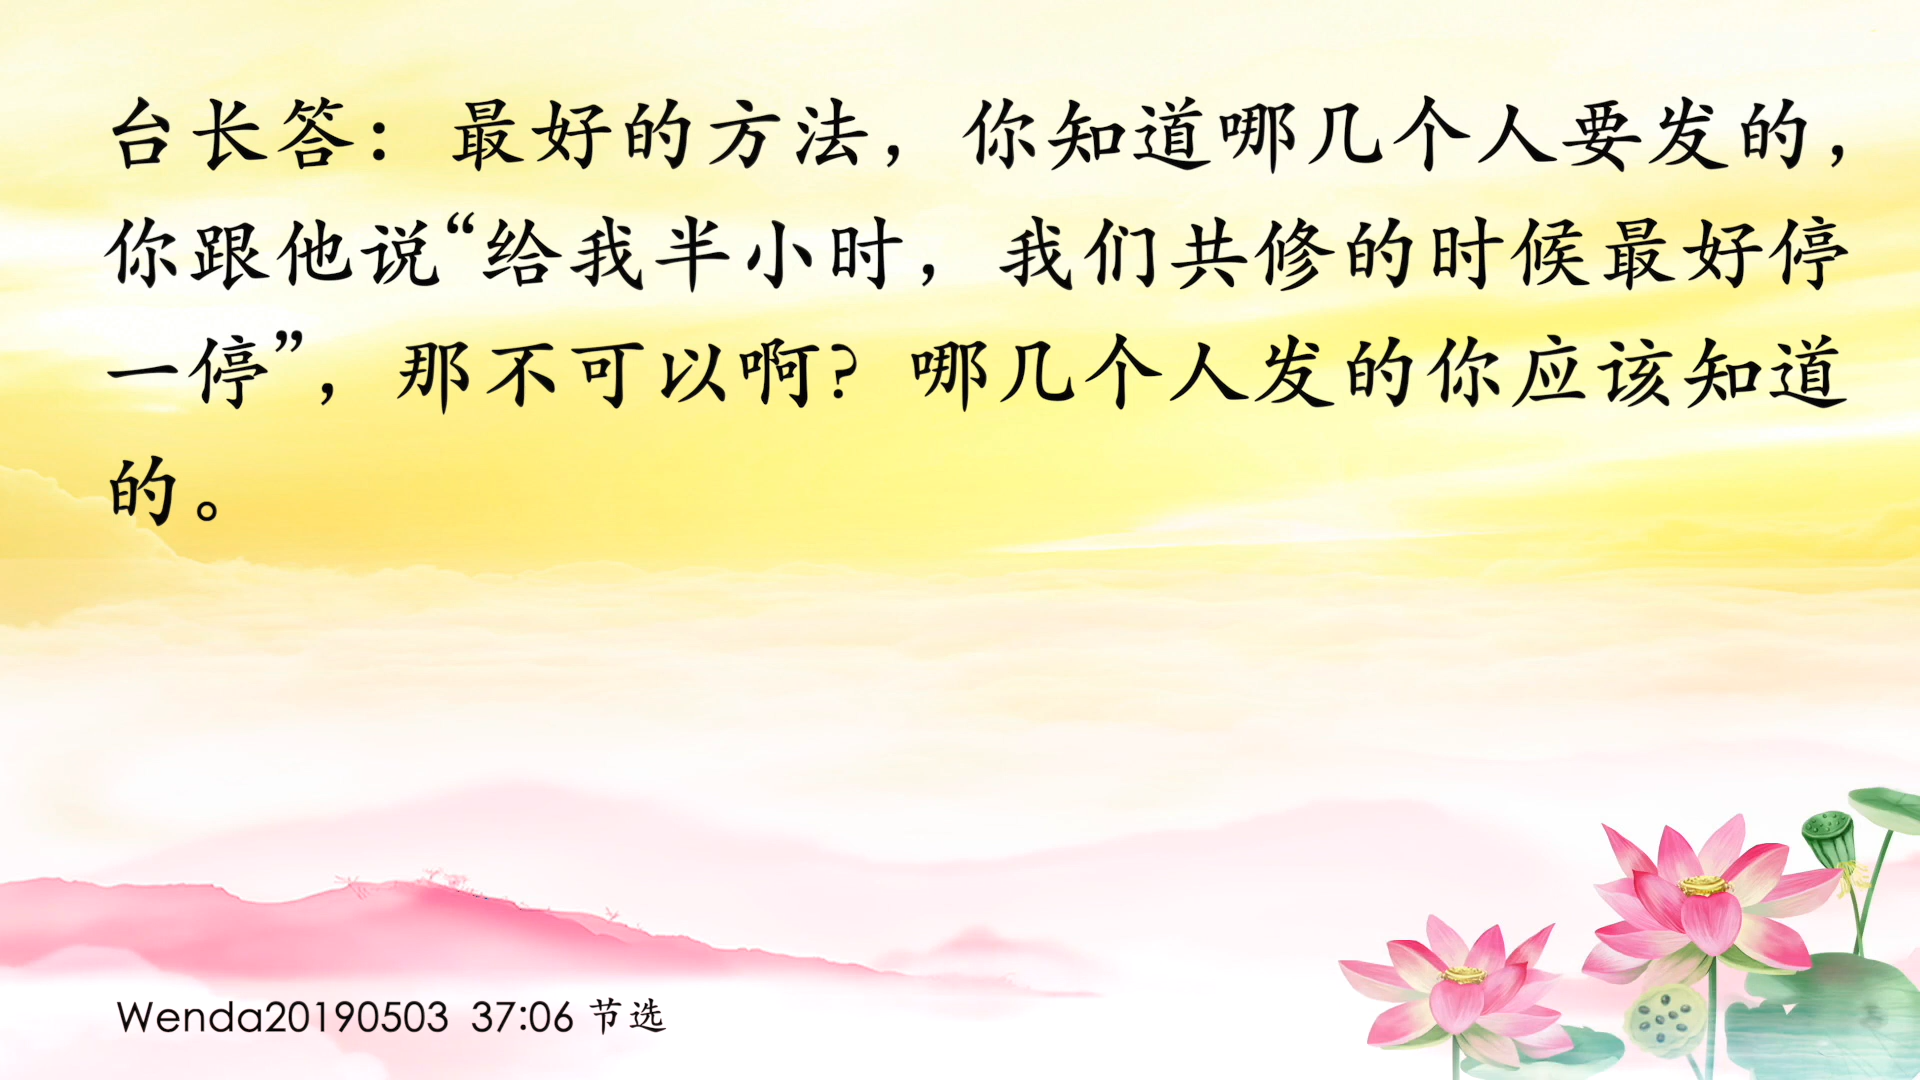 台长答：最好的方法，你知道哪几个人要发的，
你跟他说“给我半小时，我们共修的时候最好停
一停”，那不可以啊？哪几个人发的你应该知道
的。
Wenda20190503 37:06 节选